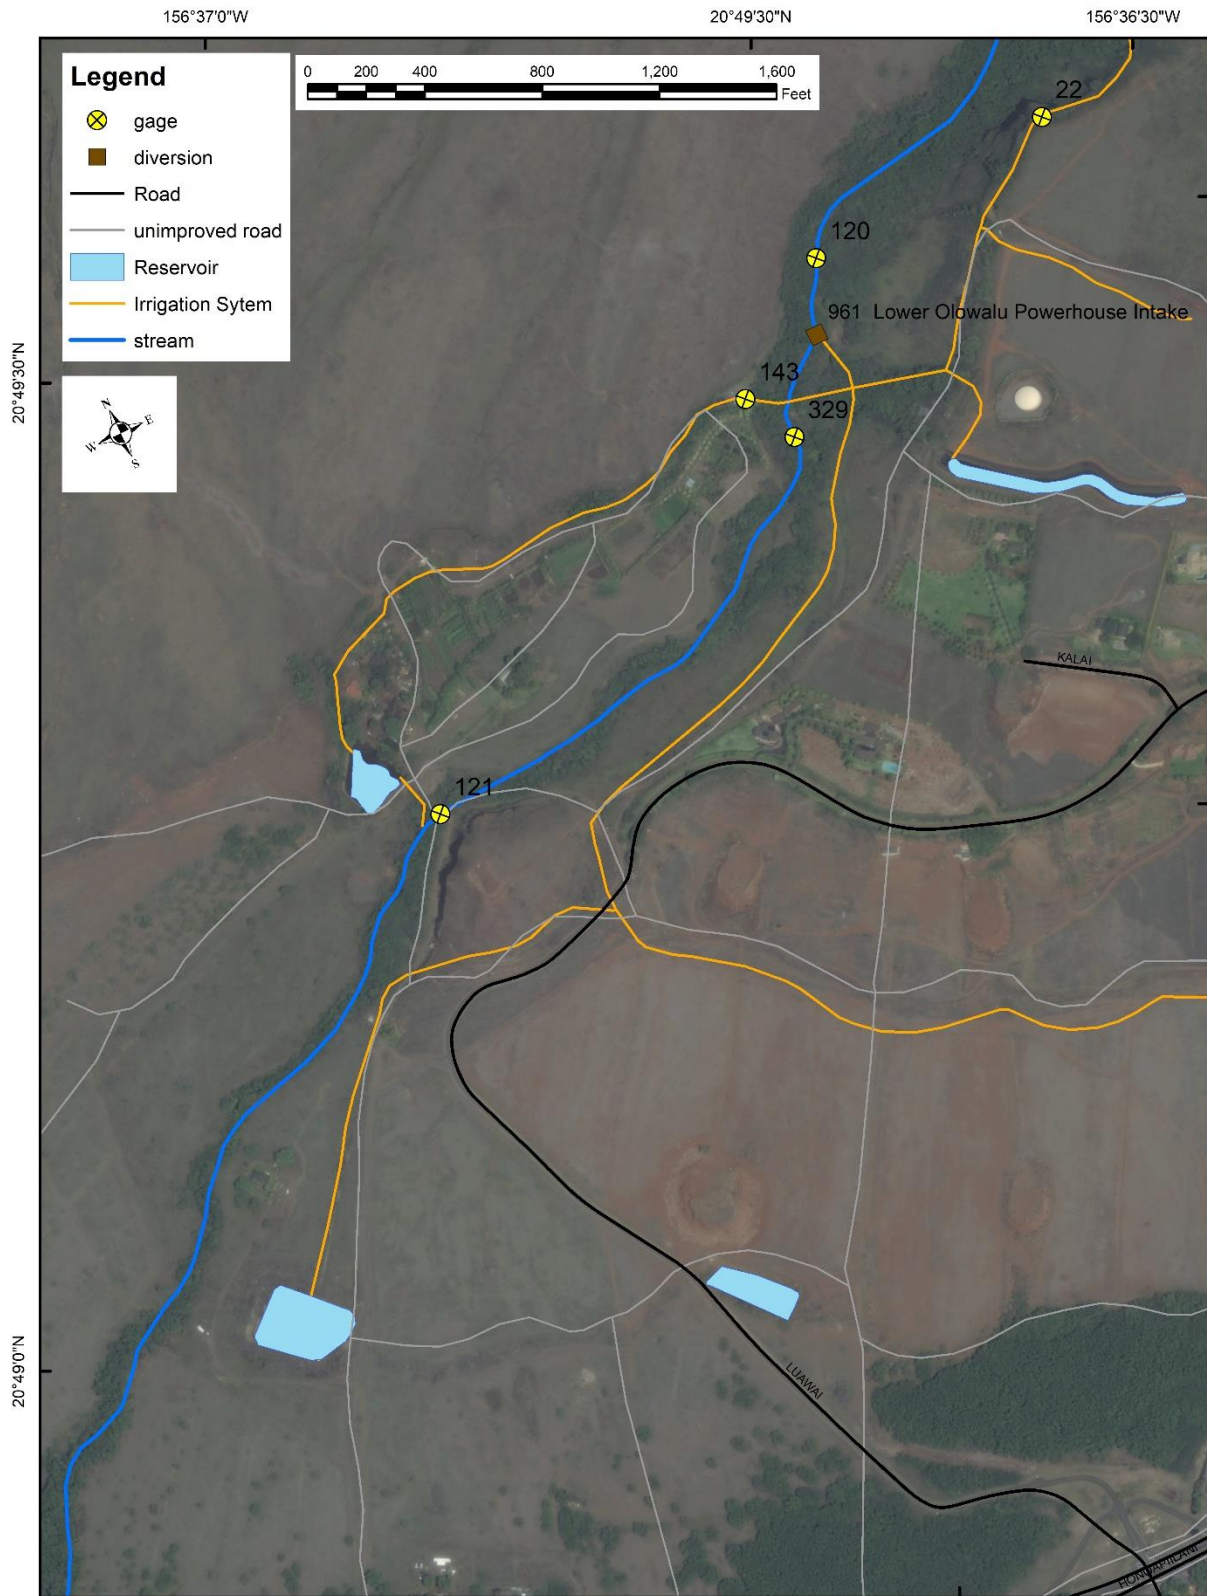 156°37'0"W
20°49'30"N
156°36'30"W
Legend
gage
diversion
Road
unimproved road
Reservoir
Irrigation Sytem
stream
0 200 400 800 1,200 1,600
Feet
N
E
W
S
22
120
961 Lower Olowalu Powerhouse Intake
143
329
20°49'30"N
KALAI
121
20°49'0"N
LUAWAI
HONOAPIILANI